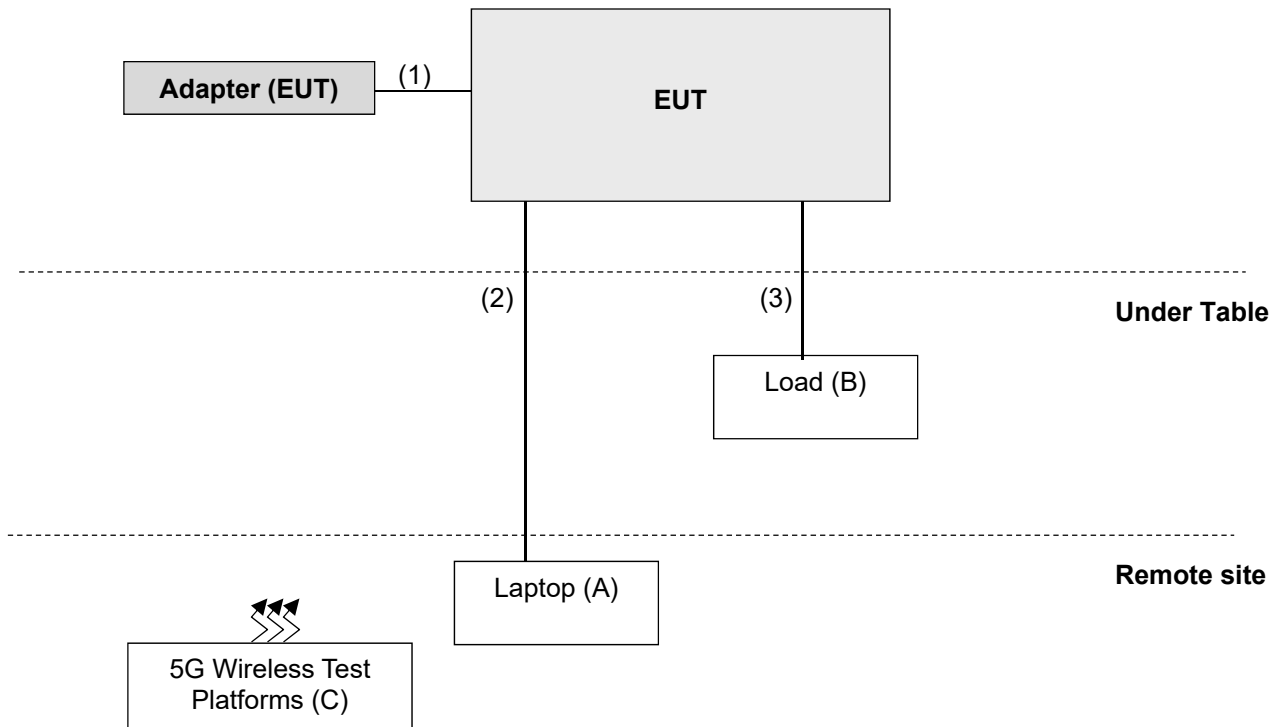 Adapter (EUT)
(1)
EUT
(2)
(3)
Under Table
Load (B)
Laptop (A)
Remote site
5G Wireless Test
Platforms (C)